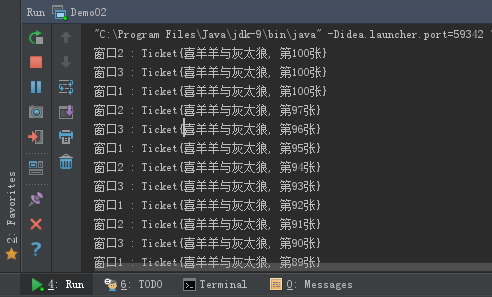 Run Demo02
"C:\Program Files\Java\jdk-9\bin\java" -Didea.launcher.port=59342
窗口2 : Ticket{喜羊羊与灰太狼, 第100张}
窗口3 : Ticket{喜羊羊与灰太狼, 第100张}
窗口1 : Ticket{喜羊羊与灰太狼, 第100张}
窗口2 : Ticket{喜羊羊与灰太狼, 第97张}
窗口3 : Ticket{喜羊羊与灰太狼, 第96张}
窗口1 : Ticket{喜羊羊与灰太狼, 第95张}
窗口2 : Ticket{喜羊羊与灰太狼, 第94张}
窗口3 : Ticket{喜羊羊与灰太狼, 第93张}
窗口1 : Ticket{喜羊羊与灰太狼, 第92张}
窗口2 : Ticket{喜羊羊与灰太狼, 第91张}
窗口3 : Ticket{喜羊羊与灰太狼, 第90张}
窗口1 : Ticket{喜羊羊与灰太狼, 第89张}
2: Favorites
4: Run 6: TODO Terminal 0: Messages